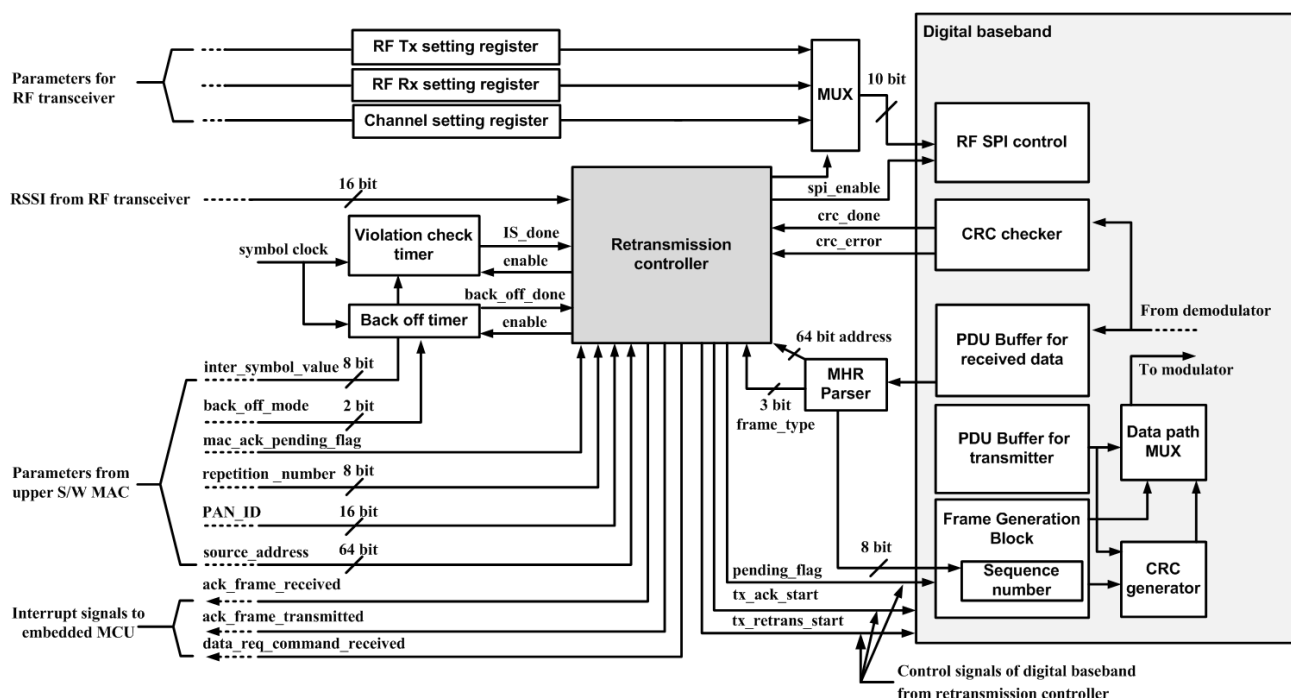 Parameters for
RF transceiver
RF Tx setting register
RF Rx setting register
Channel setting register
MUX
10 bit
Digital baseband
RF SPI control
RSSI from RF transceiver
16 bit
spi_enable
crc_done
crc_error
CRC checker
symbol clock
Violation check
timer
IS_done
enable
Retransmission
controller
Back off timer
back_off_done
enable
From demodulator
PDU Buffer for
received data
To modulator
64 bit address
MHR
Parser
3 bit
frame_type
PDU Buffer for
transmitter
Data path
MUX
Parameters from
upper S/W MAC
inter_symbol_value
8 bit
back_off_mode
2 bit
mac_ack_pending_flag
repetition _number
8 bit
PAN_ID
16 bit
source_address
64 bit
Frame Generation
Block
8 bit
Sequence
number
CRC
generator
Interrupt signals to
embedded MCU
ack_frame_received
ack_frame_transmitted
data_req_command_received
pending_flag
tx_ack_start
tx_retrans_start
Control signals of digital baseband
from retransmission controller